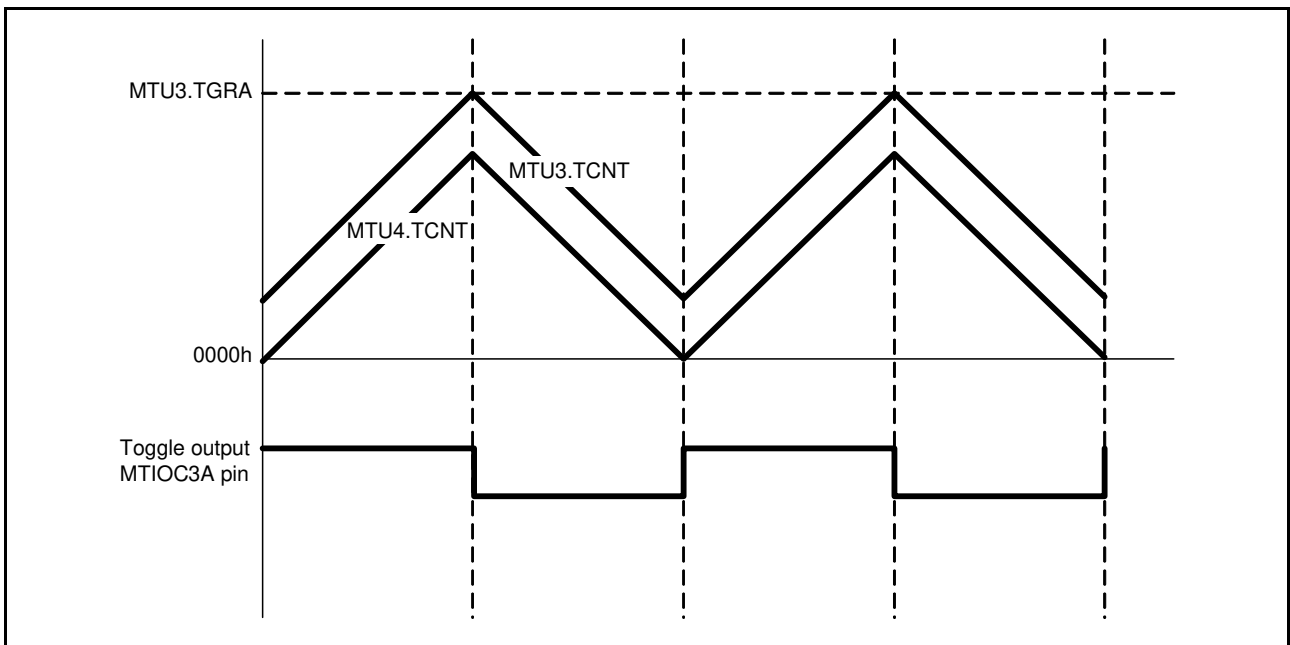 MTU3.TGRA
MTU3.TCNT
MTU4.TCNT
0000h
Toggle output
MTIOC3A pin